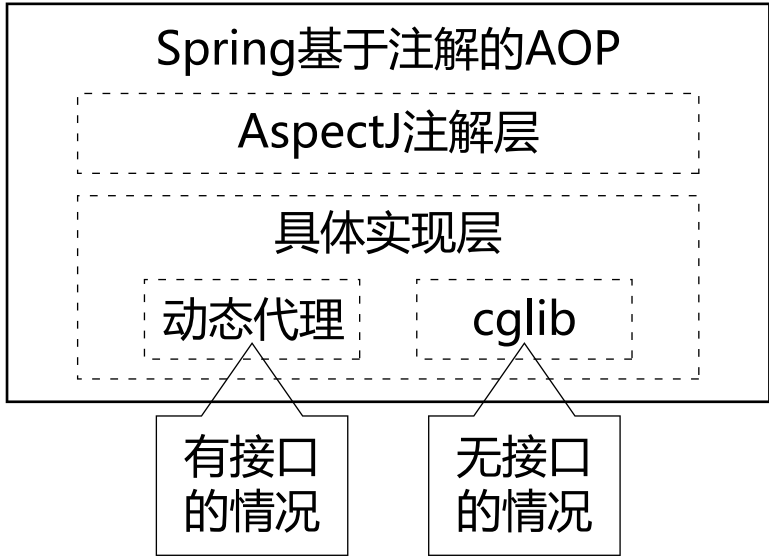 Spring基于注解的AOP
AspectJ注解层
具体实现层
动态代理
cglib
有接口
的情况
无接口
的情况